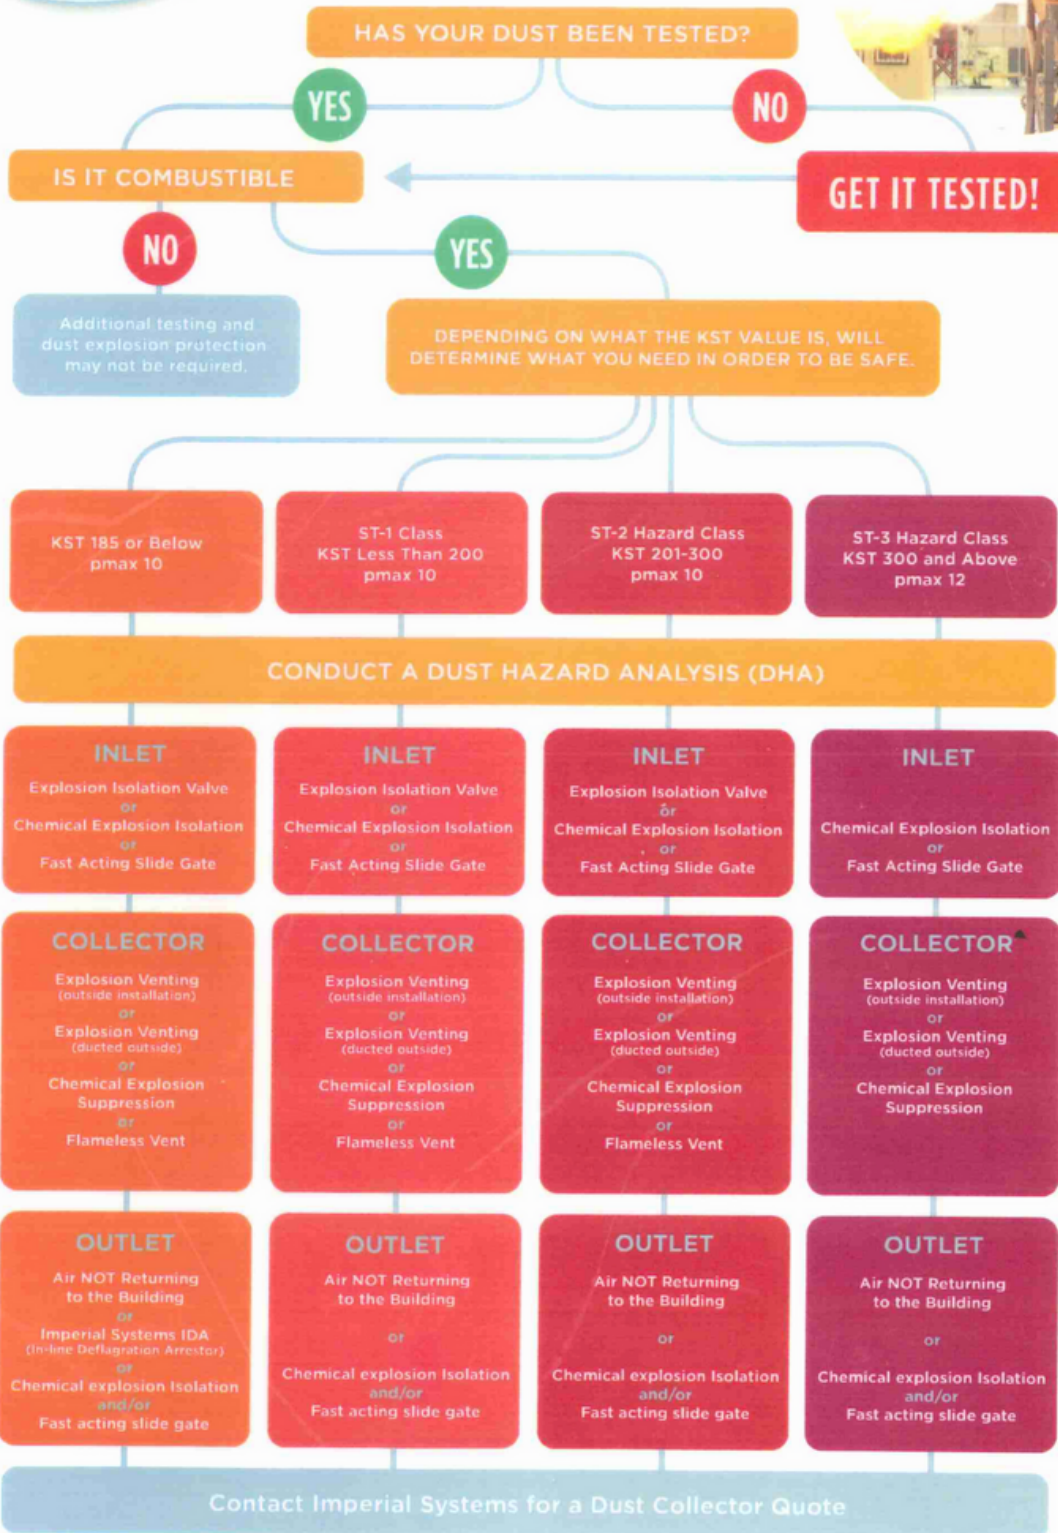 HAS YOUR DUST BEEN TESTED?
YES
NO
IS IT COMBUSTIBLE
GET IT TESTED!
NO
YES
Additional testing and
dust explosion protection
may not be required.
DEPENDING ON WHAT THE KST VALUE IS, WILL
DETERMINE WHAT YOU NEED IN ORDER TO BE SAFE.
KST 185 or Below
pmax 10
ST-1 Class
KST Less Than 200
pmax 10
ST-2 Hazard Class
KST 201-300
pmax 10
ST-3 Hazard Class
KST 300 and Above
pmax 12
CONDUCT A DUST HAZARD ANALYSIS (DHA)
INLET
Explosion Isolation Valve
or
Chemical Explosion Isolation
or
Fast Acting Slide Gate
INLET
Explosion Isolation Valve
or
Chemical Explosion Isolation
or
Fast Acting Slide Gate
INLET
Explosion Isolation Valve
or
Chemical Explosion Isolation
or
Fast Acting Slide Gate
INLET
Chemical Explosion Isolation
or
Fast Acting Slide Gate
COLLECTOR
Explosion Venting
(outside installation)
or
Explosion Venting
(ducted outside)
or
Chemical Explosion
Suppression
or
Flameless Vent
COLLECTOR
Explosion Venting
(outside installation)
or
Explosion Venting
(ducted outside)
or
Chemical Explosion
Suppression
or
Flameless Vent
COLLECTOR
Explosion Venting
(outside installation)
or
Explosion Venting
(ducted outside)
or
Chemical Explosion
Suppression
or
Flameless Vent
COLLECTOR
Explosion Venting
(outside installation)
or
Explosion Venting
(ducted outside)
or
Chemical Explosion
Suppression
OUTLET
Air NOT Returning
to the Building
or
Imperial Systems IDA
(In-line Deflagration Arrestor)
or
Chemical explosion Isolation
and/or
Fast acting slide gate
OUTLET
Air NOT Returning
to the Building
or
Chemical explosion Isolation
and/or
Fast acting slide gate
OUTLET
Air NOT Returning
to the Building
or
Chemical explosion Isolation
and/or
Fast acting slide gate
OUTLET
Air NOT Returning
to the Building
or
Chemical explosion Isolation
and/or
Fast acting slide gate
Contact Imperial Systems for a Dust Collector Quote